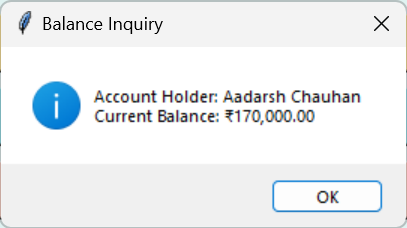 Balance Inquiry
Account Holder: Aadarsh Chauhan
Current Balance: ₹170,000.00
OK